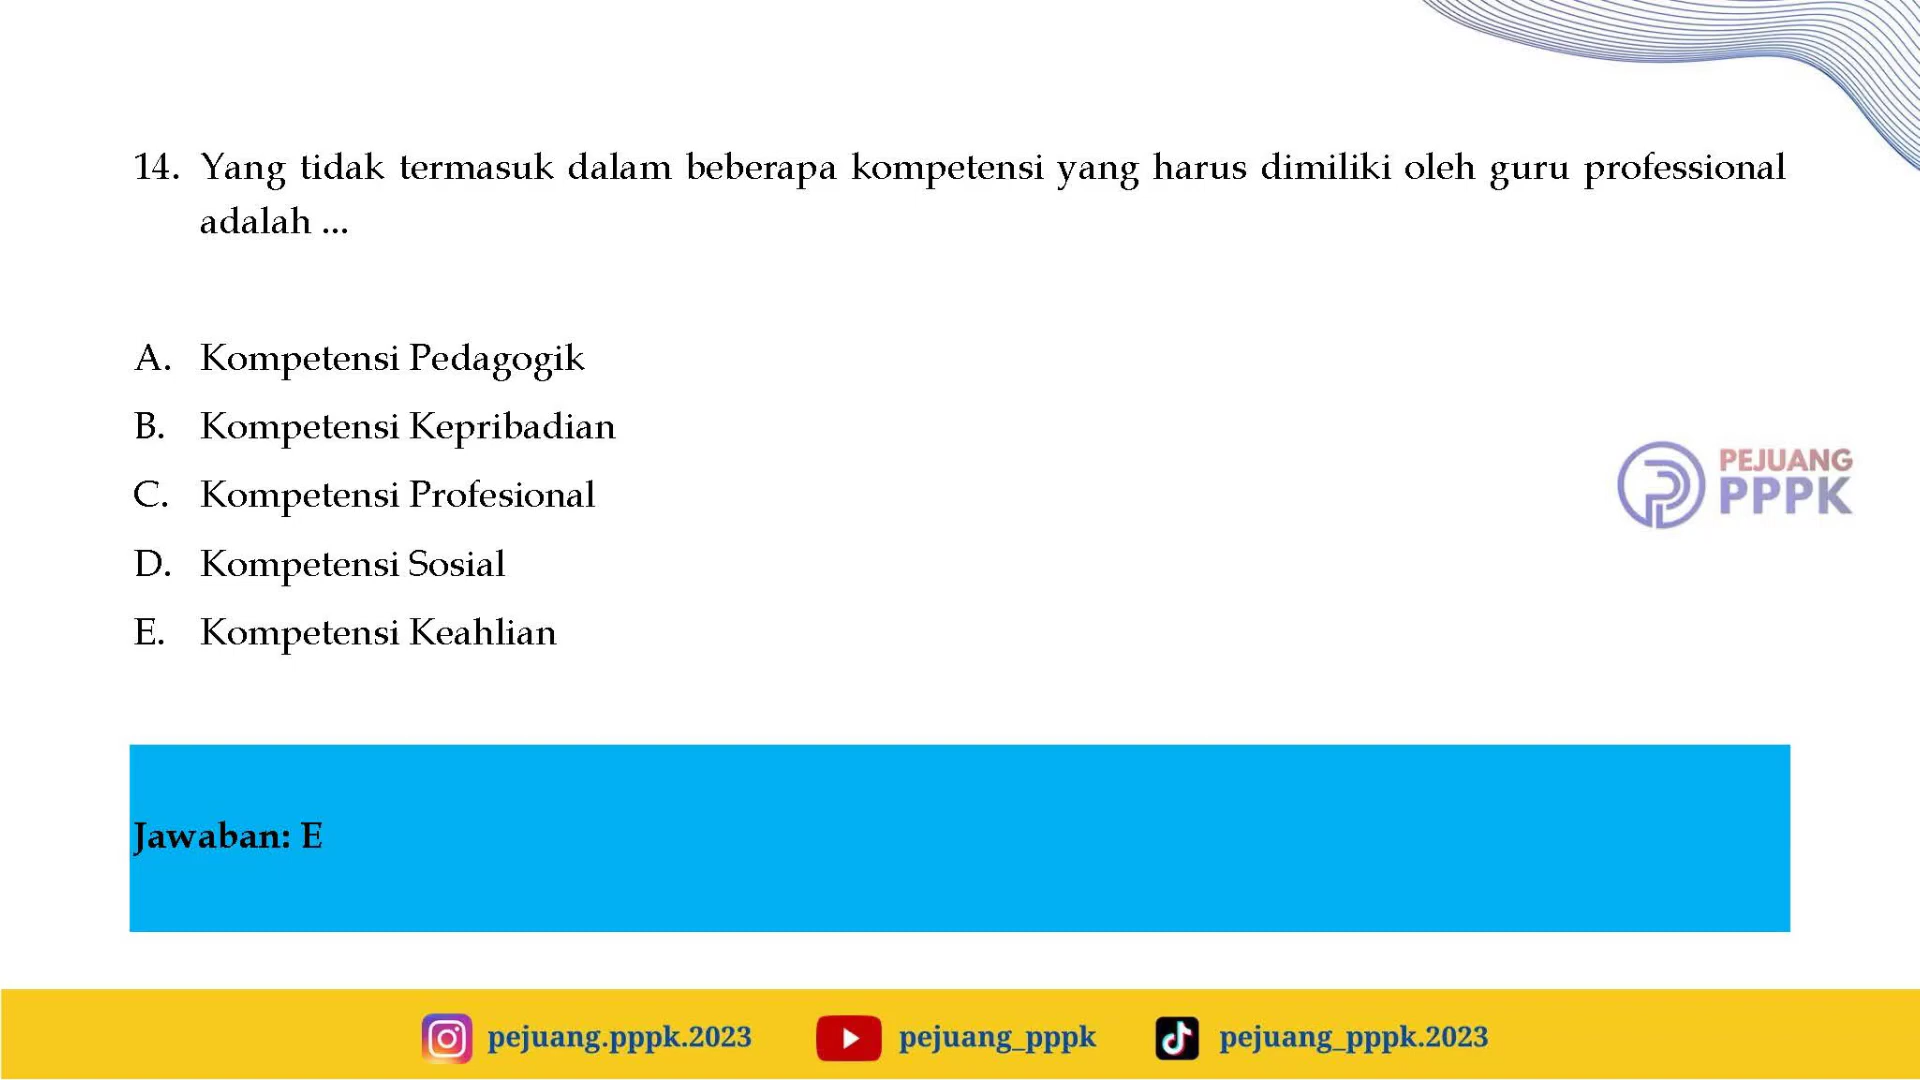 14. Yang tidak termasuk dalam beberapa kompetensi yang harus dimiliki oleh guru professional
adalah ...
A. Kompetensi Pedagogik
B. Kompetensi Kepribadian
C. Kompetensi Profesional
D. Kompetensi Sosial
E. Kompetensi Keahlian
PEJUANG
PPPK
Jawaban: E
pejuang.pppk.2023 pejuang_pppk pejuang_pppk.2023